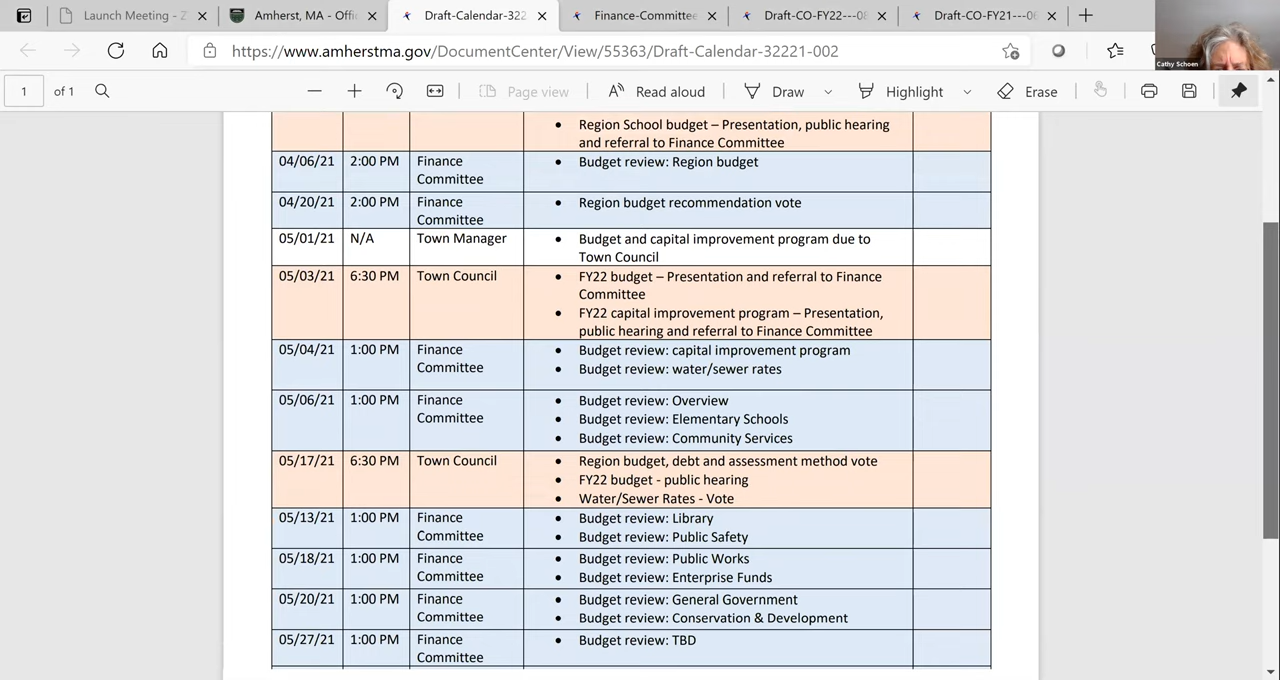 Launch Meeting - Z
Amherst, MA - Offi
Draft-Calendar-322
Finance-Committee
Draft-CO-FY22---0
Draft-CO-FY21---0
https://www.amherstma.gov/DocumentCenter/View/55363/Draft-Calendar-32221-002
Cathy Schoen
1 of 1
Page view
Read aloud
Draw
Highlight
Erase
Region School budget – Presentation, public hearing
and referral to Finance Committee
04/06/21 2:00 PM Finance Committee • Budget review: Region budget
04/20/21 2:00 PM Finance Committee • Region budget recommendation vote
05/01/21 N/A Town Manager • Budget and capital improvement program due to
Town Council
05/03/21 6:30 PM Town Council • FY22 budget – Presentation and referral to Finance
Committee
• FY22 capital improvement program – Presentation,
public hearing and referral to Finance Committee
05/04/21 1:00 PM Finance Committee • Budget review: capital improvement program
• Budget review: water/sewer rates
05/06/21 1:00 PM Finance Committee • Budget review: Overview
• Budget review: Elementary Schools
• Budget review: Community Services
05/17/21 6:30 PM Town Council • Region budget, debt and assessment method vote
• FY22 budget - public hearing
• Water/Sewer Rates - Vote
05/13/21 1:00 PM Finance Committee • Budget review: Library
• Budget review: Public Safety
05/18/21 1:00 PM Finance Committee • Budget review: Public Works
• Budget review: Enterprise Funds
05/20/21 1:00 PM Finance Committee • Budget review: General Government
• Budget review: Conservation & Development
05/27/21 1:00 PM Finance Committee • Budget review: TBD